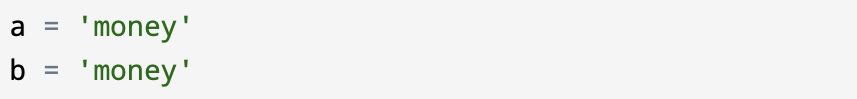 a = 'money'
b = 'money'